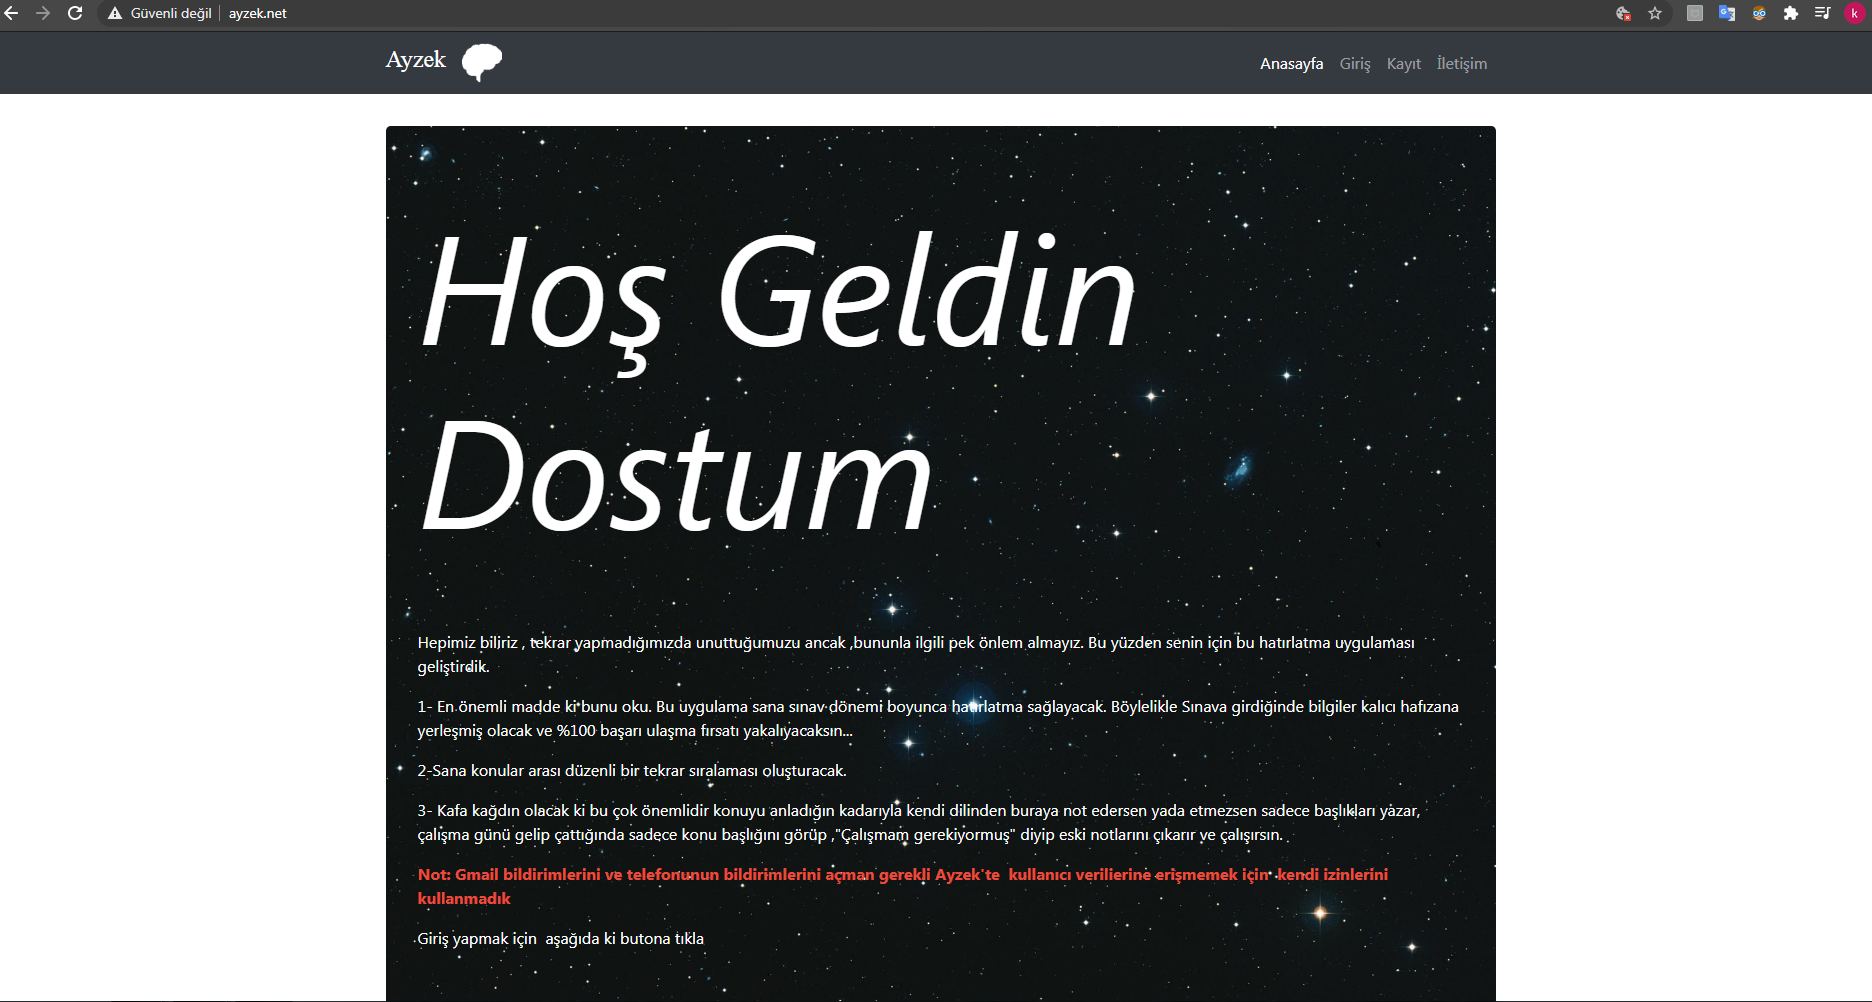 Güvenli değil
ayzek.net
k
Ayzek
Anasayfa
Giriş
Kayıt
İletişim
Hoş Geldin
Dostum
Hepimiz biliriz , tekrar yapmadığımızda unuttuğumuzu ancak ,bununla ilgili pek önlem almayız. Bu yüzden senin için bu hatırlatma uygulaması
geliştirdik.
1- En önemli madde ki bunu oku. Bu uygulama sana sınav dönemi boyunca hatırlatma sağlayacak. Böylelikle Sınava girdiğinde bilgiler kalıcı hafızana
yerleşmiş olacak ve %100 başarı ulaşma fırsatı yakalıyacaksın...
2-Sana konular arası düzenli bir tekrar sıralaması oluşturacak.
3- Kafa kağdın olacak ki bu çok önemlidir konuyu anladığın kadarıyla kendi dilinden buraya not edersen yada etmezsen sadece başlıkları yazar,
çalışma günü gelip çattığında sadece konu başlığını görüp ,"Çalışmam gerekiyormuş" diyip eski notlarını çıkarır ve çalışırsın.
Not: Gmail bildirimlerini ve telefonunun bildirimlerini açman gerekli Ayzek'te  kullanıcı verilierine erişmemek için  kendi izinlerini
kullanmadık
Giriş yapmak için  aşağıda ki butona tıkla